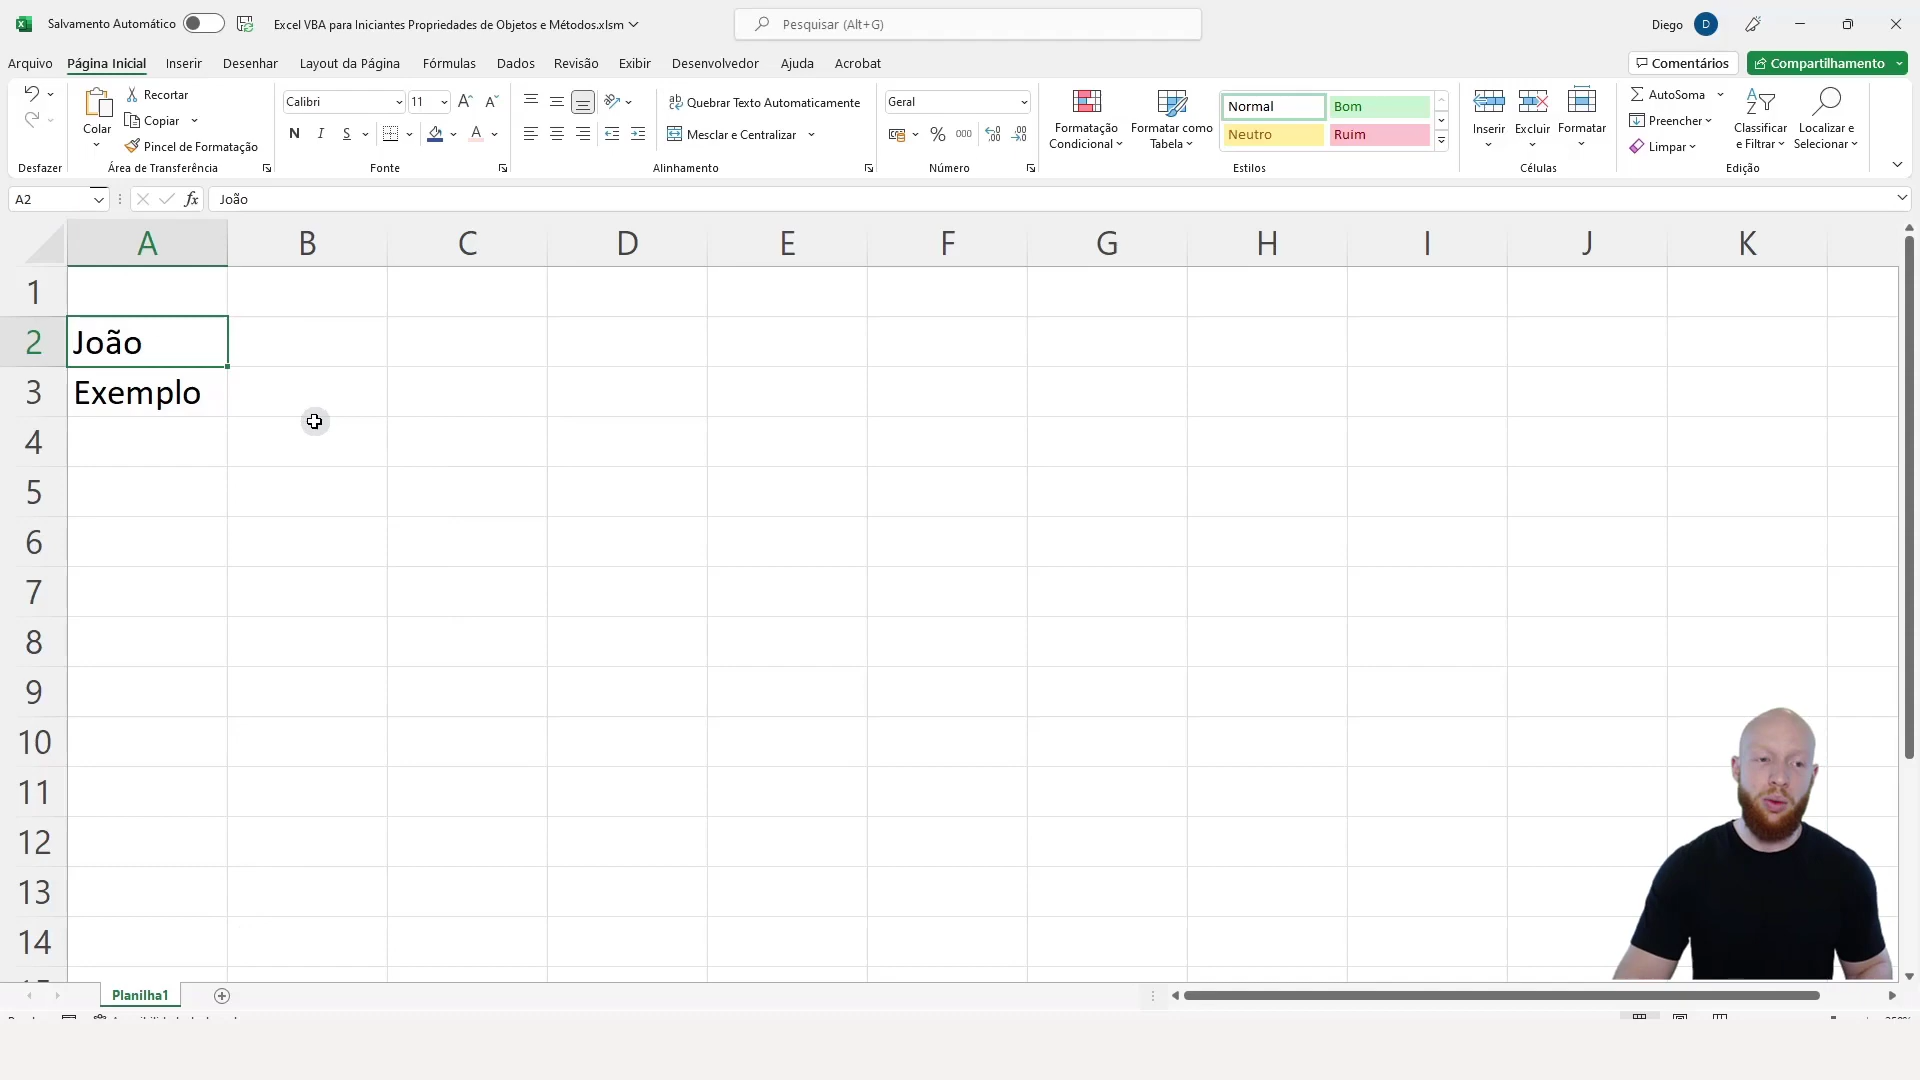 Salvamento Automático
Excel VBA para Iniciantes Propriedades de Objetos e Métodos.xlsm
Pesquisar (Alt+G)
Diego D
Arquivo Página Inicial Inserir Desenhar Layout da Página Fórmulas Dados Revisão Exibir Desenvolvedor Ajuda Acrobat
Comentários Compartilhamento
Colar
Recortar
Copiar
Pincel de Formatação
Calibri 11
N I S
Quebrar Texto Automaticamente
Mesclar e Centralizar
Geral
% 000
Formatação Condicional
Formatar como Tabela
Normal Bom
Neutro Ruim
Inserir Excluir Formatar
AutoSoma
Preencher
Limpar
Classificar e Filtrar
Localizar e Selecionar
Desfazer Área de Transferência Fonte Alinhamento Número Estilos Células Edição
A2 fx João
A B C D E F G H I J K
1
2 João
3 Exemplo
4
5
6
7
8
9
10
11
12
13
14
Planilha1